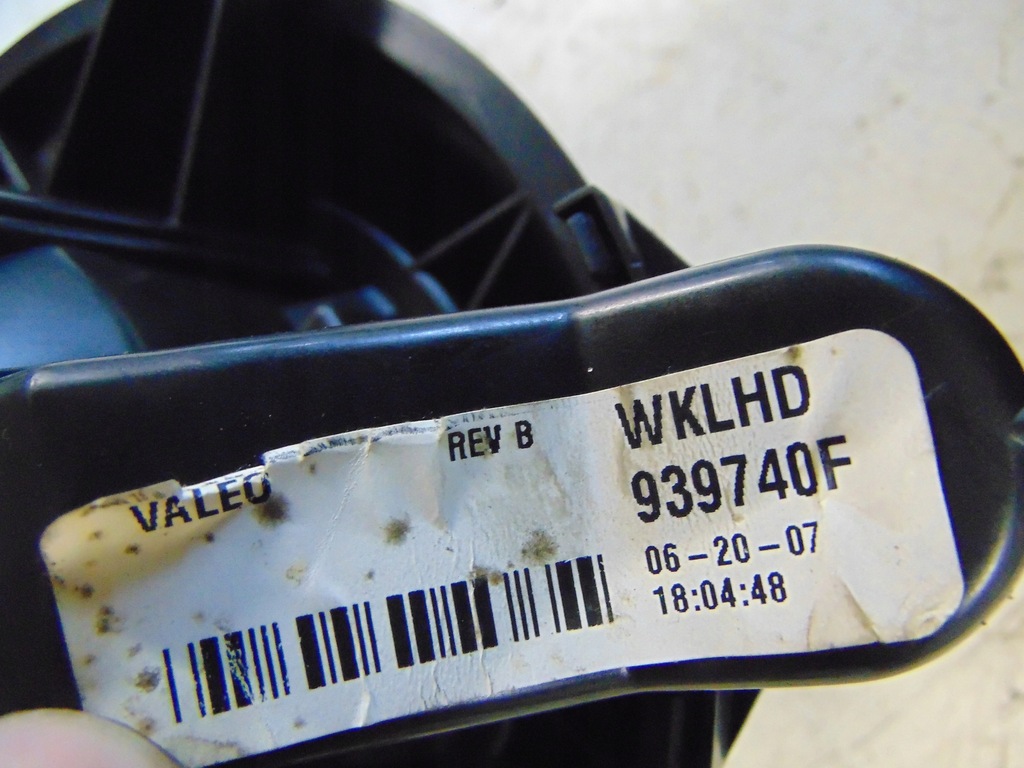 VALEO
REV B
WKLHD
939740F
06-20-07
18:04:48